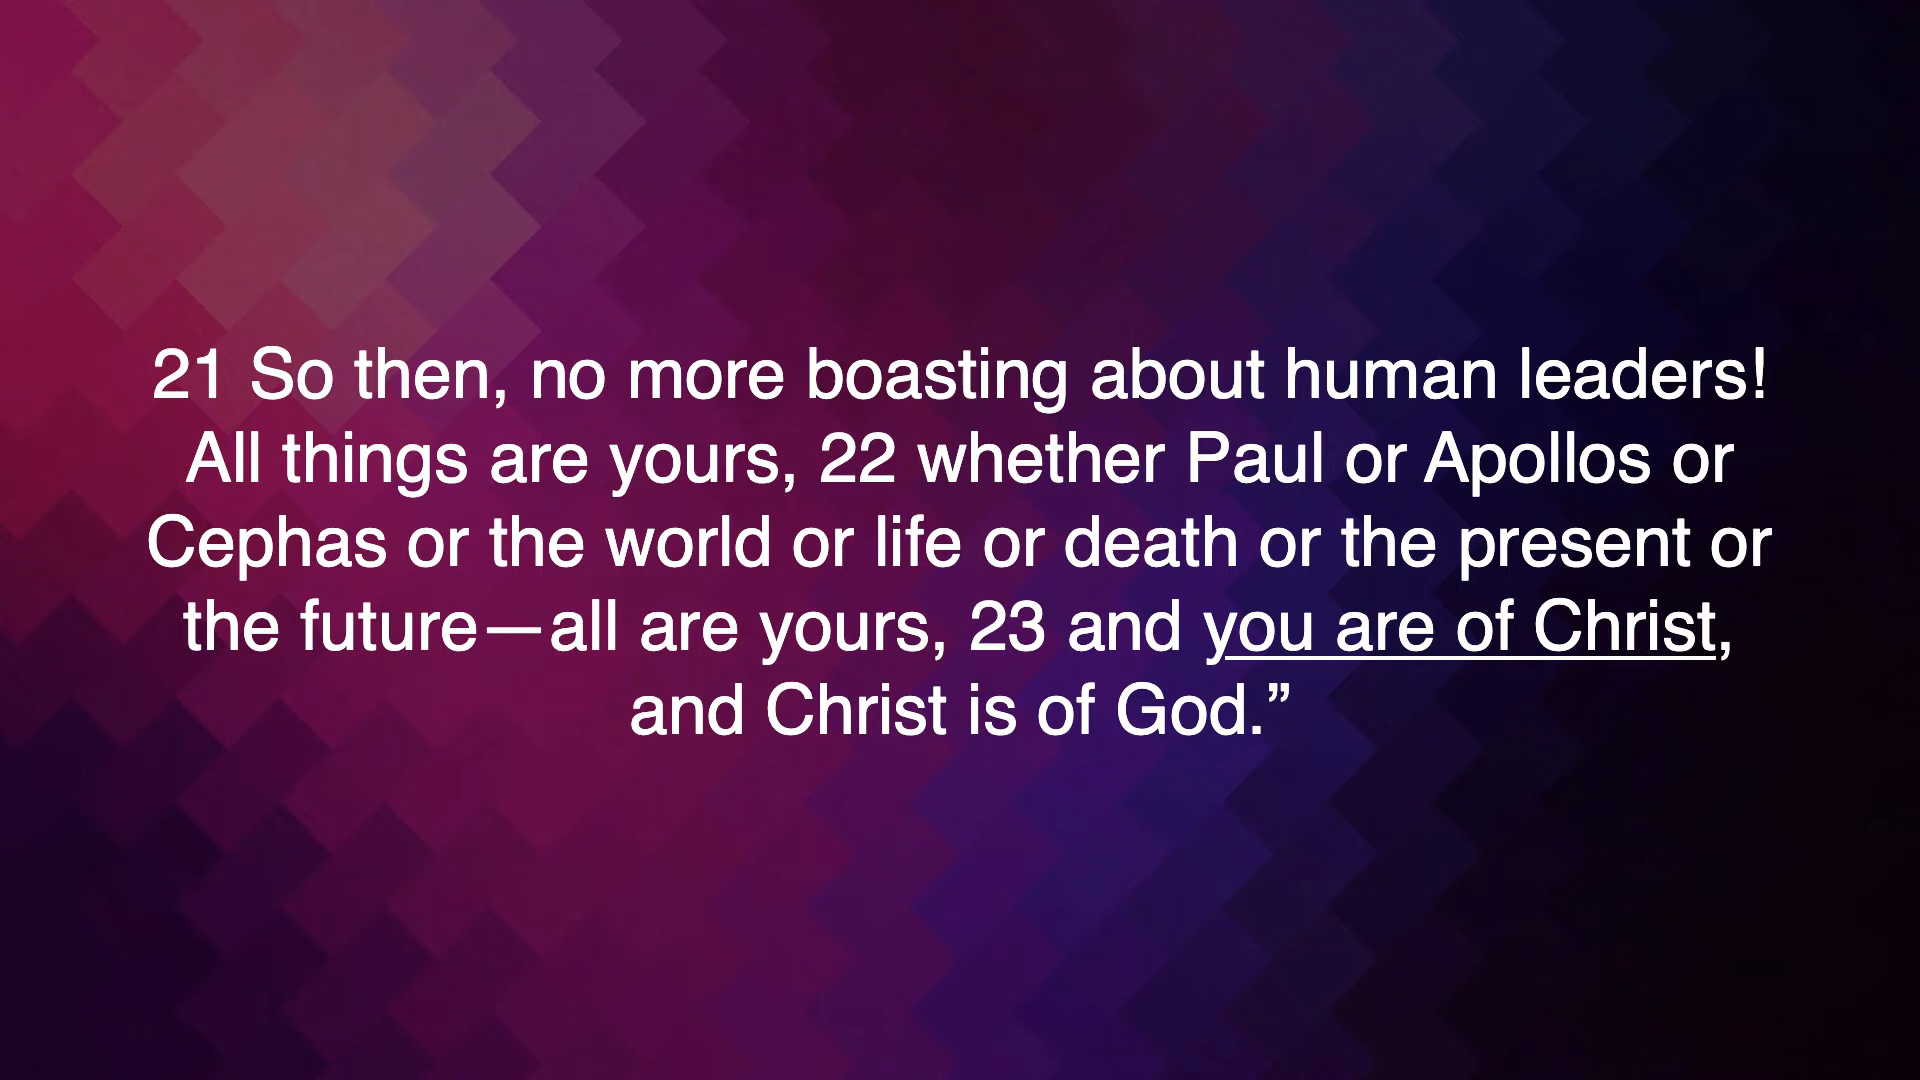 21 So then, no more boasting about human leaders!
All things are yours, 22 whether Paul or Apollos or
Cephas or the world or life or death or the present or
the future—all are yours, 23 and you are of Christ,
and Christ is of God.”